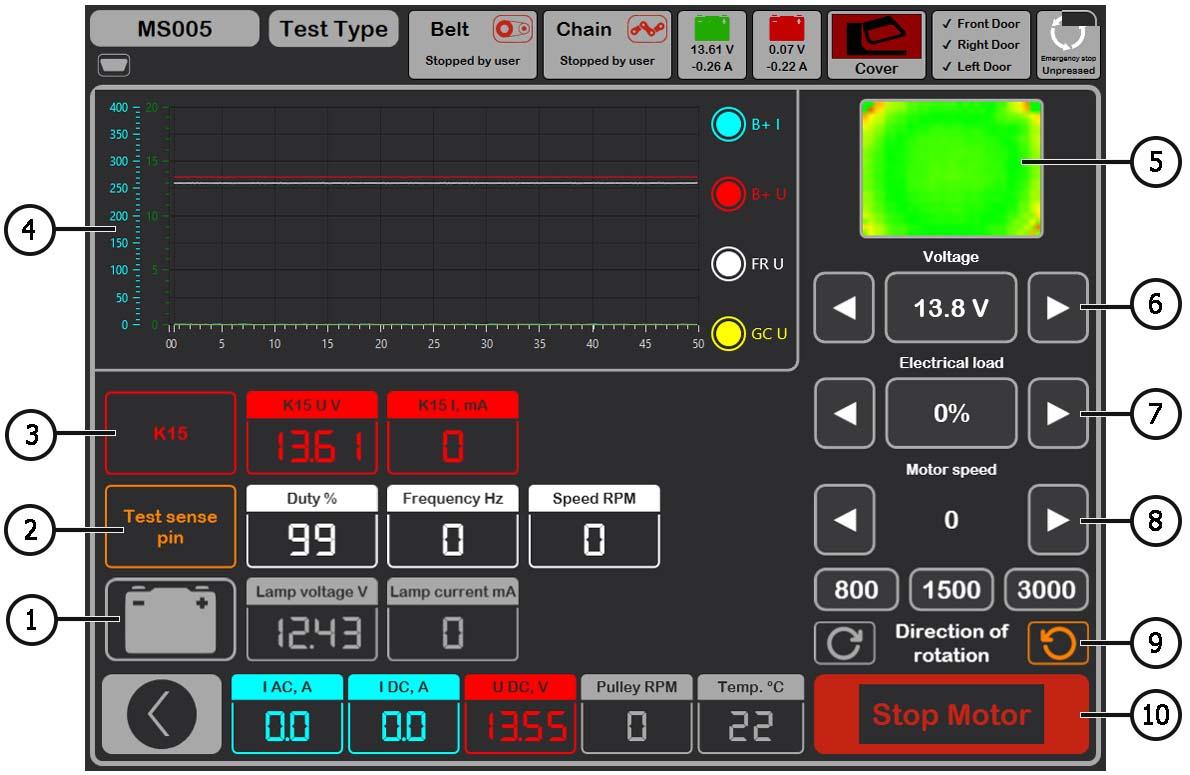 MS005
Test Type
Belt
Stopped by user
Chain
Stopped by user
13.61 V
-0.26 A
0.07 V
-0.22 A
Cover
✓ Front Door
✓ Right Door
✓ Left Door
Emergency stop
Unpressed
400
350
300
250
200
150
100
50
0
20
15
10
5
0
00 5 10 15 20 25 30 35 40 45 50
B+ I
B+ U
FR U
GC U
Voltage
13.8 V
Electrical load
0%
Motor speed
0
800 1500 3000
Direction of
rotation
Stop Motor
K15
K15 U V
13.61
K15 I, mA
0
Test sense
pin
Duty %
99
Frequency Hz
0
Speed RPM
0
- +
Lamp voltage V
12.43
Lamp current mA
0
I AC, A
0.0
I DC, A
0.0
U DC, V
13.55
Pulley RPM
0
Temp. °C
22
1
2
3
4
5
6
7
8
9
10